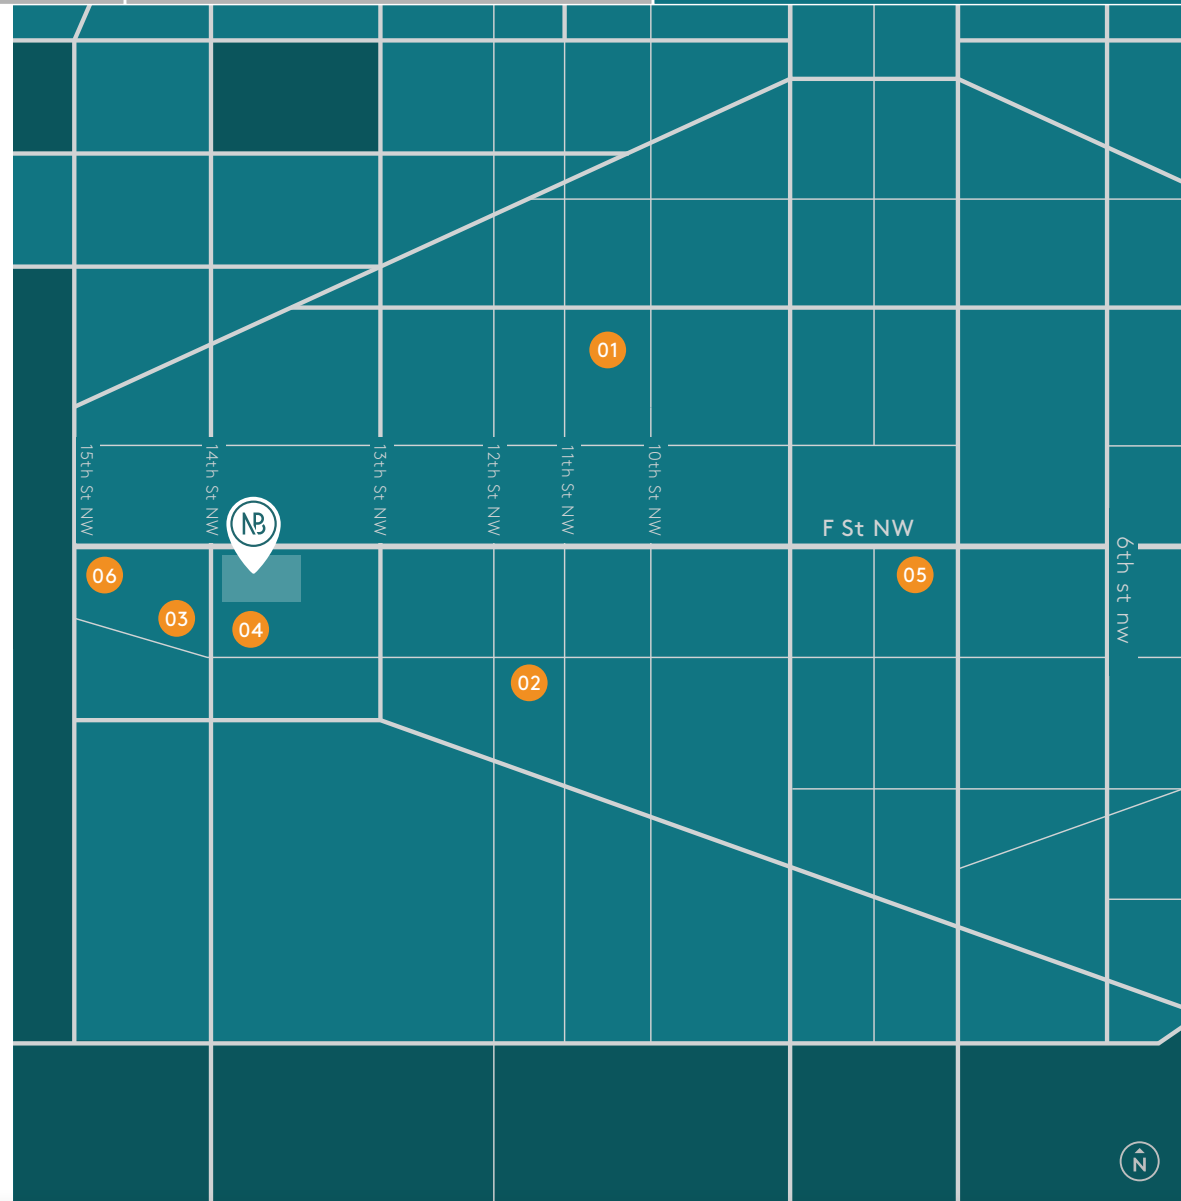 01
15th St NW
14th St NW
13th St NW
12th St NW
11th St NW
10th St NW
NB
F St NW
6th st nw
06
05
03
04
02
N